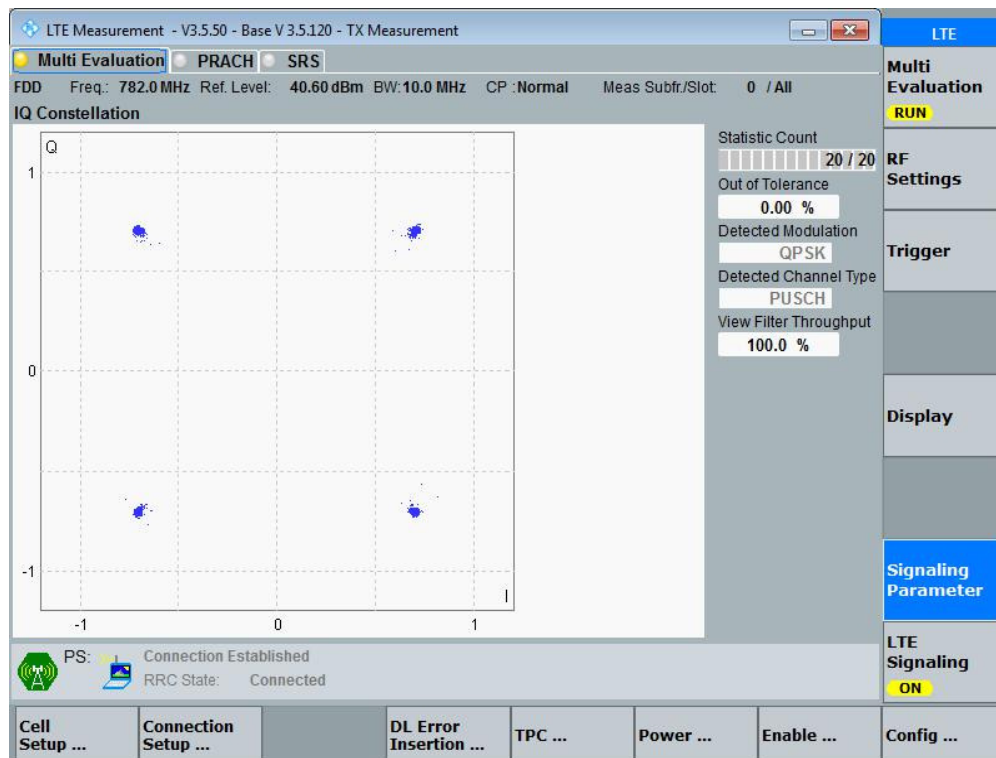 LTE Measurement - V3.5.50 - Base V 3.5.120 - TX Measurement
LTE
Multi Evaluation PRACH SRS
FDD Freq.: 782.0 MHz Ref. Level: 40.60 dBm BW: 10.0 MHz CP :Normal Meas Subfr./Slot: 0 / All
IQ Constellation
Q
1
0
-1
I
-1 0 1
Statistic Count
20 / 20
Out of Tolerance
0.00 %
Detected Modulation
QPSK
Detected Channel Type
PUSCH
View Filter Throughput
100.0 %
Multi
Evaluation
RUN
RF
Settings
Trigger
Display
Signaling
Parameter
LTE
Signaling
ON
PS: Connection Established
RRC State: Connected
Cell
Setup ...
Connection
Setup ...
DL Error
Insertion ...
TPC ...
Power ...
Enable ...
Config ...